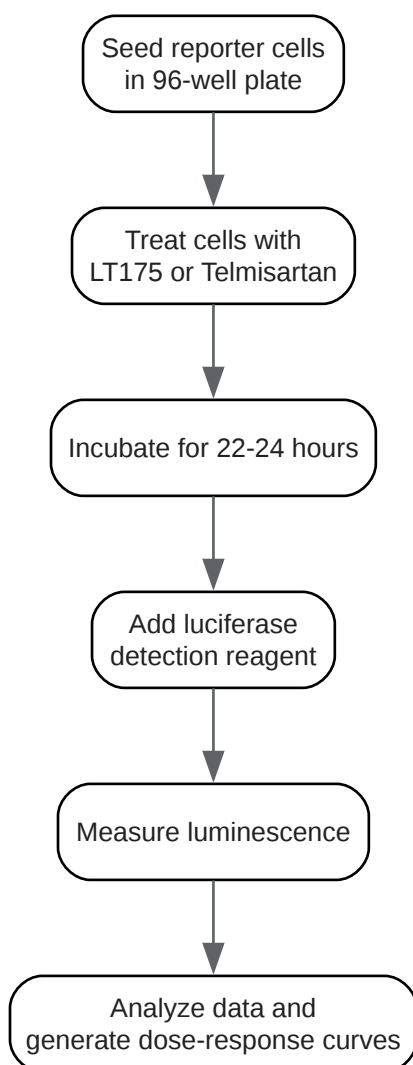 Seed reporter cells
in 96-well plate
Treat cells with
LT175 or Telmisartan
Incubate for 22-24 hours
Add luciferase
detection reagent
Measure luminescence
Analyze data and
generate dose-response curves